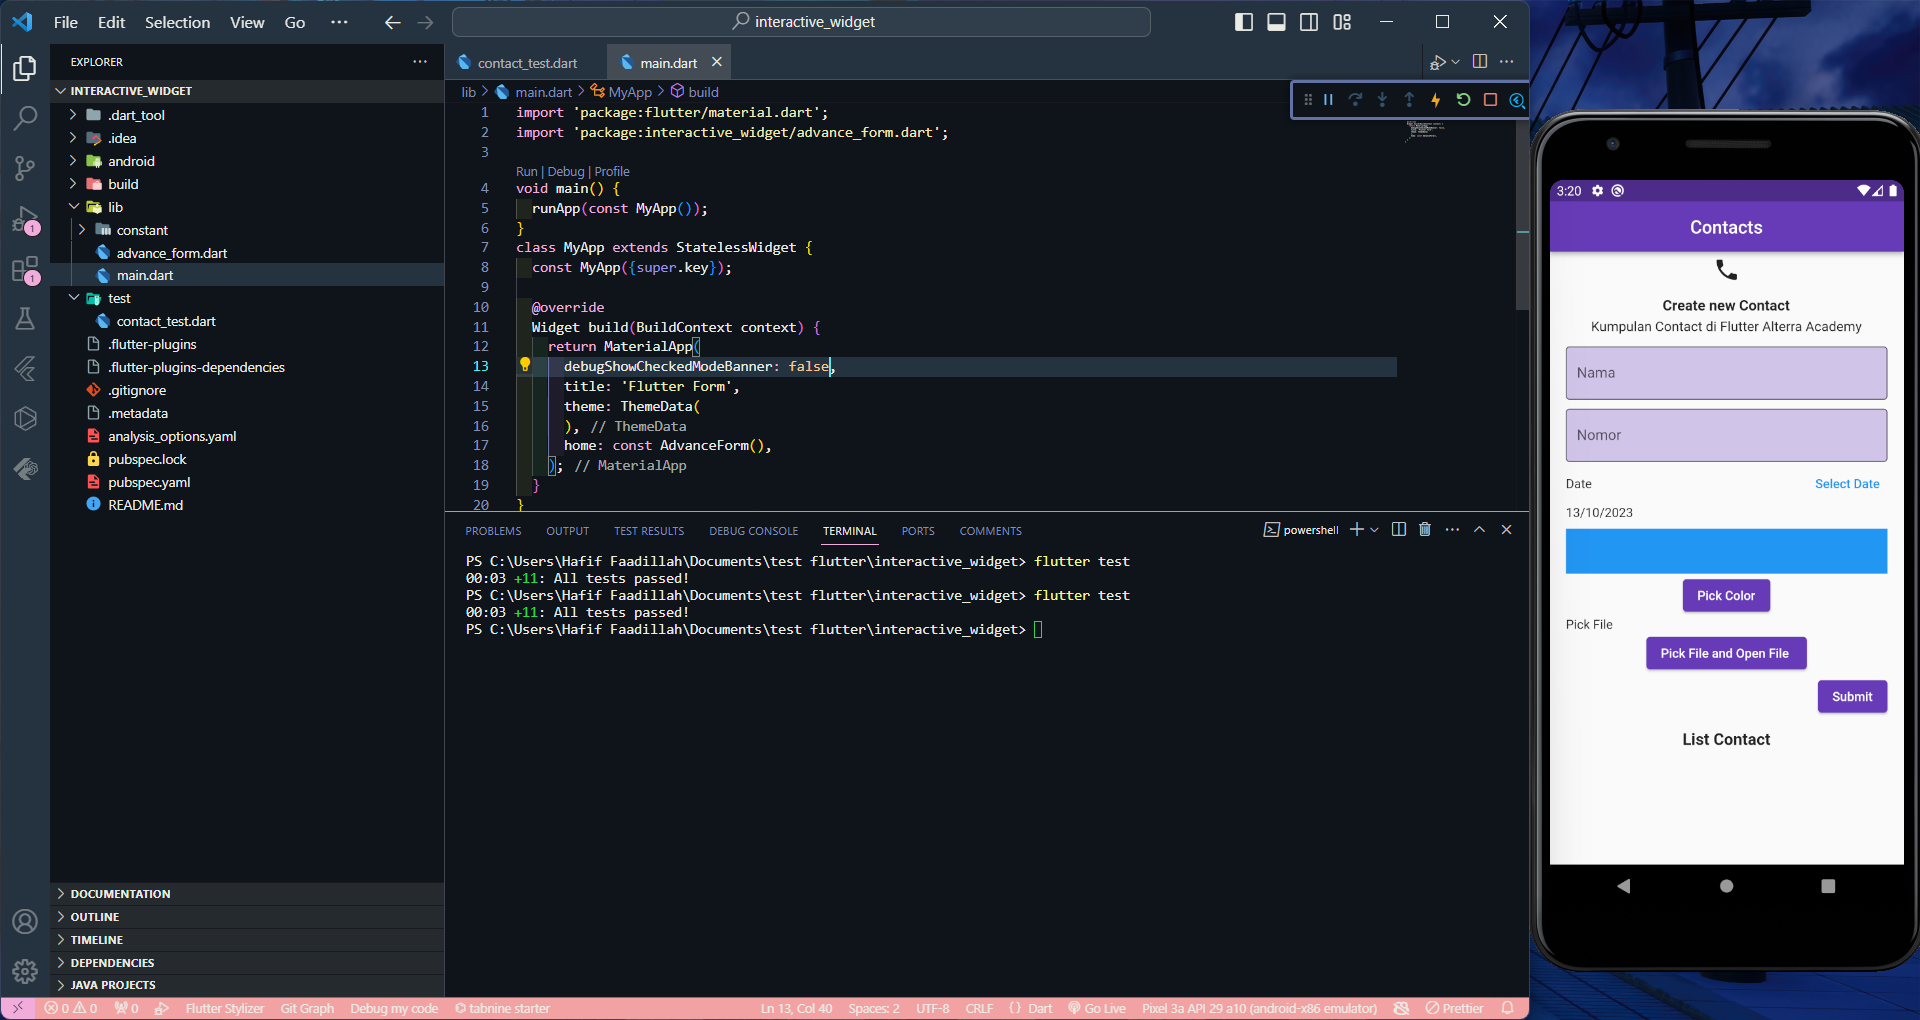 File Edit Selection View Go ··· interactive_widget
EXPLORER ···
INTERACTIVE_WIDGET
.dart_tool
.idea
android
build
lib
constant
advance_form.dart
main.dart
test
contact_test.dart
.flutter-plugins
.flutter-plugins-dependencies
.gitignore
.metadata
analysis_options.yaml
pubspec.lock
pubspec.yaml
README.md
DOCUMENTATION
OUTLINE
TIMELINE
DEPENDENCIES
JAVA PROJECTS
1
1
contact_test.dart main.dart
lib > main.dart > MyApp > build
1 import 'package:flutter/material.dart';
2 import 'package:interactive_widget/advance_form.dart';
3
Run | Debug | Profile
4 void main() {
5 runApp(const MyApp());
6 }
7 class MyApp extends StatelessWidget {
8 const MyApp({super.key});
9
10 @override
11 Widget build(BuildContext context) {
12 return MaterialApp(
13 debugShowCheckedModeBanner: false,
14 title: 'Flutter Form',
15 theme: ThemeData(
16 ), // ThemeData
17 home: const AdvanceForm(),
18 ); // MaterialApp
19 }
20 }
PROBLEMS OUTPUT TEST RESULTS DEBUG CONSOLE TERMINAL PORTS COMMENTS powershell
PS C:\Users\Hafif Faadillah\Documents\test flutter\interactive_widget> flutter test
00:03 +11: All tests passed!
PS C:\Users\Hafif Faadillah\Documents\test flutter\interactive_widget> flutter test
00:03 +11: All tests passed!
PS C:\Users\Hafif Faadillah\Documents\test flutter\interactive_widget>
0 0 0 Flutter Stylizer Git Graph Debug my code tabnine starter Ln 13, Col 40 Spaces: 2 UTF-8 CRLF {} Dart Go Live Pixel 3a API 29 a10 (android-x86 emulator) Prettier
3:20
Contacts
Create new Contact
Kumpulan Contact di Flutter Alterra Academy
Nama
Nomor
Date Select Date
13/10/2023
Pick Color
Pick File
Pick File and Open File
Submit
List Contact